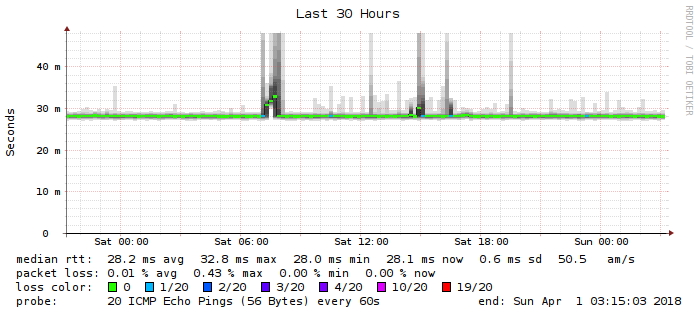 Last 30 Hours
RRDTOOL / TOBI OETIKER
Seconds
40 m
30 m
20 m
10 m
0
Sat 00:00 Sat 06:00 Sat 12:00 Sat 18:00 Sun 00:00
median rtt: 28.2 ms avg 32.8 ms max 28.0 ms min 28.1 ms now 0.6 ms sd 50.5 am/s
packet loss: 0.01 % avg 0.43 % max 0.00 % min 0.00 % now
loss color: 0 1/20 2/20 3/20 4/20 10/20 19/20
probe: 20 ICMP Echo Pings (56 Bytes) every 60s end: Sun Apr 1 03:15:03 2018